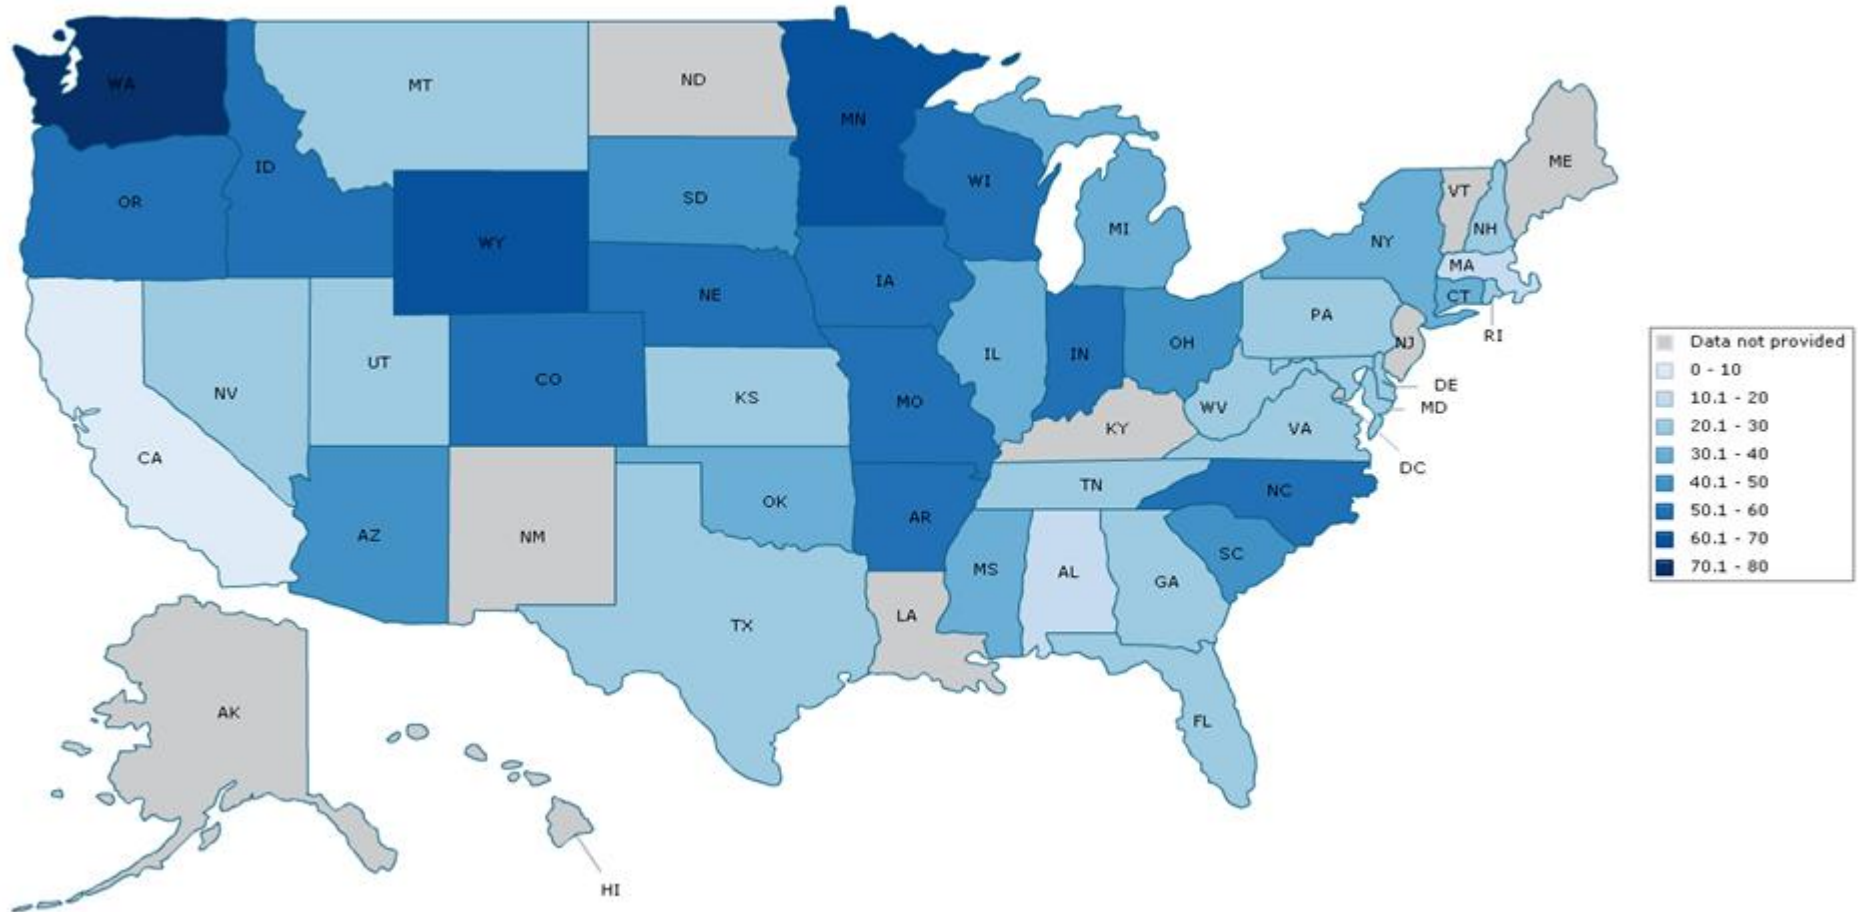 WA
MT
ND
MN
ME
ID
OR
SD
WI
VT
NH
WY
MI
NY
MA
NE
IA
CT
PA
RI
NV
UT
CO
IL
IN
OH
NJ
KS
MO
WV
DE
MD
CA
KY
VA
DC
TN
NC
AZ
NM
OK
AR
SC
MS
AL
GA
TX
LA
AK
FL
HI
Data not provided
0 - 10
10.1 - 20
20.1 - 30
30.1 - 40
40.1 - 50
50.1 - 60
60.1 - 70
70.1 - 80